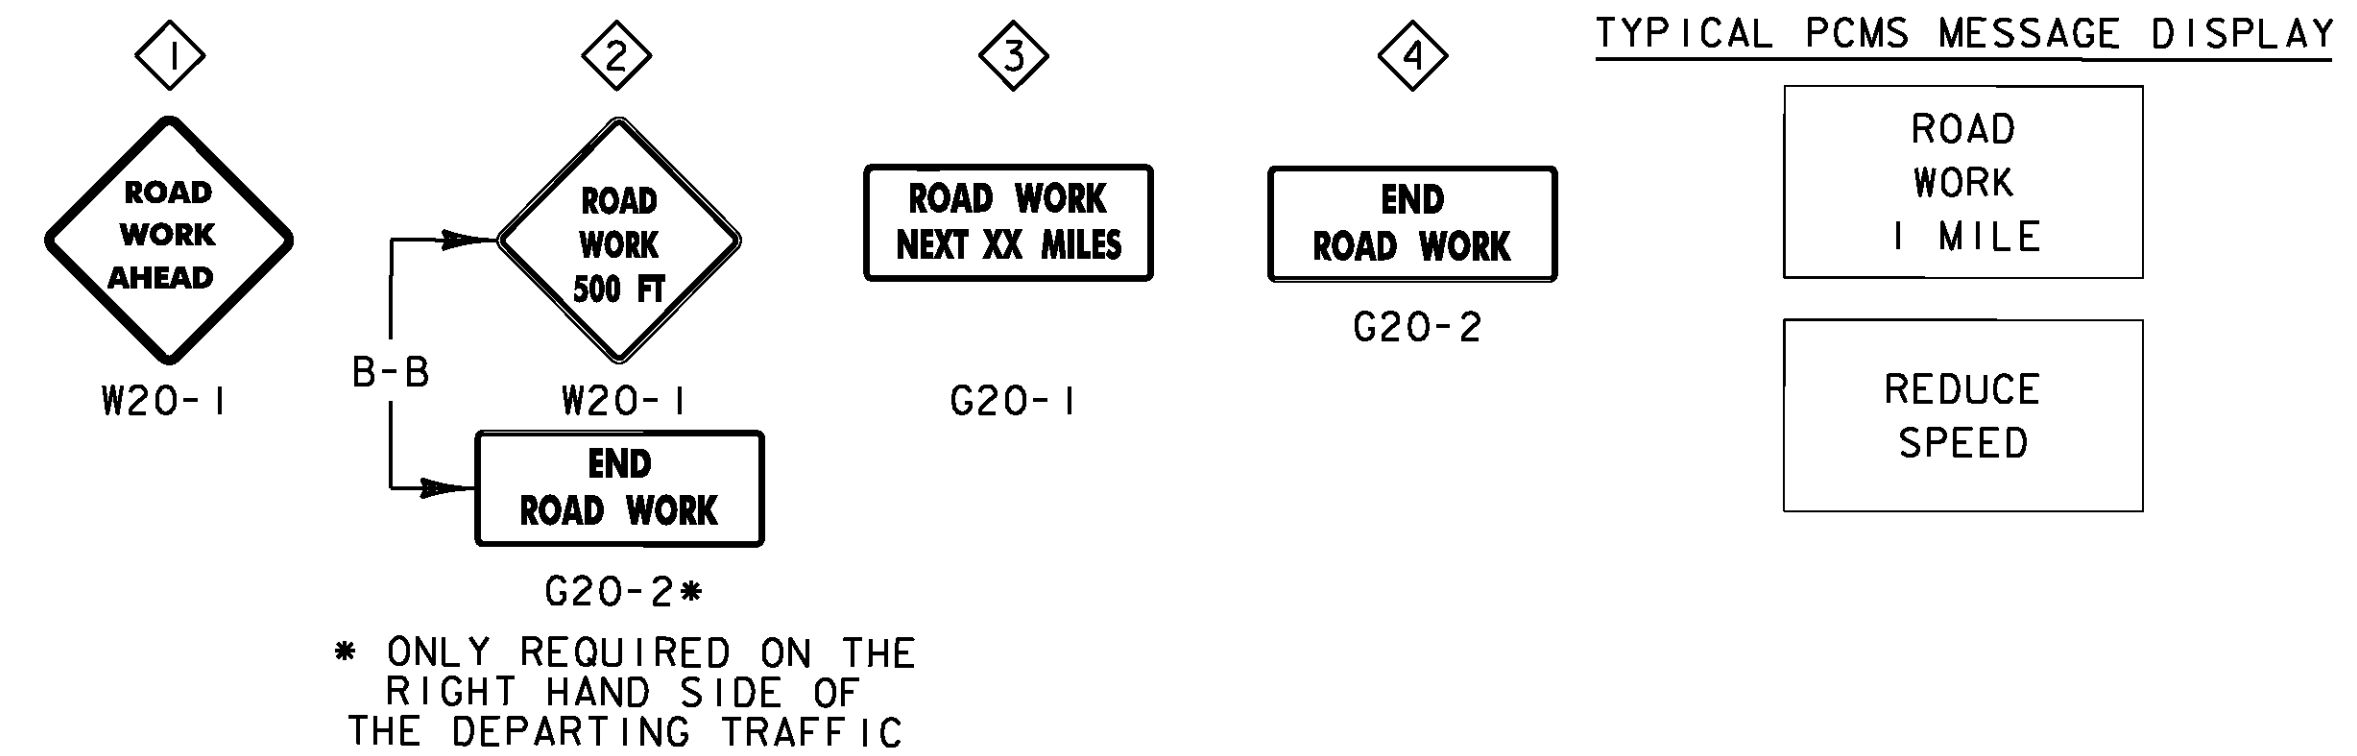 1
ROAD
WORK
AHEAD
W20-1
2
ROAD
WORK
500 FT
W20-1
B-B
END
ROAD WORK
G20-2*
* ONLY REQUIRED ON THE
RIGHT HAND SIDE OF
THE DEPARTING TRAFFIC
3
ROAD WORK
NEXT XX MILES
G20-1
4
END
ROAD WORK
G20-2
TYPICAL PCMS MESSAGE DISPLAY
ROAD
WORK
1 MILE
REDUCE
SPEED